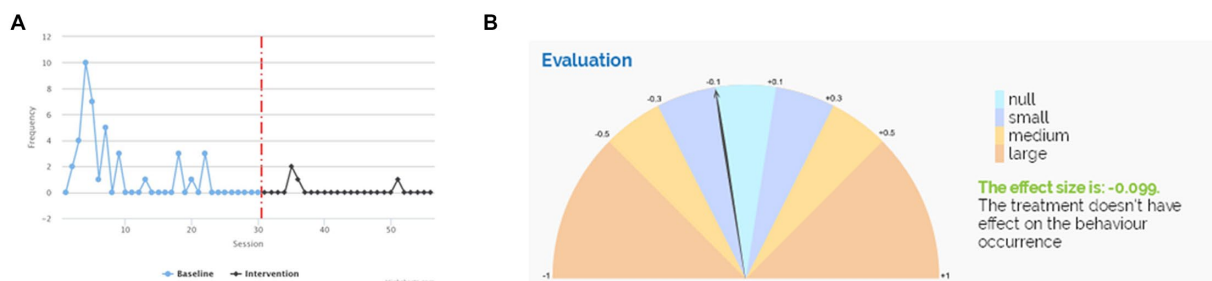 A
12
10
8
6
4
2
0
−2
Frequency
10
20
30
40
50
Session
Baseline
Intervention
B
Evaluation
-1
-0.5
-0.3
-0.1
+0.1
+0.3
+0.5
+1
null
small
medium
large
The effect size is: -0.099.
The treatment doesn't have
effect on the behaviour
occurrence